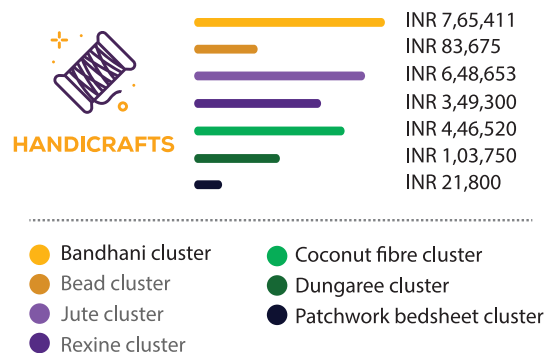 INR 7,65,411
INR 83,675
INR 6,48,653
INR 3,49,300
INR 4,46,520
INR 1,03,750
INR 21,800
HANDICRAFTS
Bandhani cluster
Bead cluster
Jute cluster
Rexine cluster
Coconut fibre cluster
Dungaree cluster
Patchwork bedsheet cluster